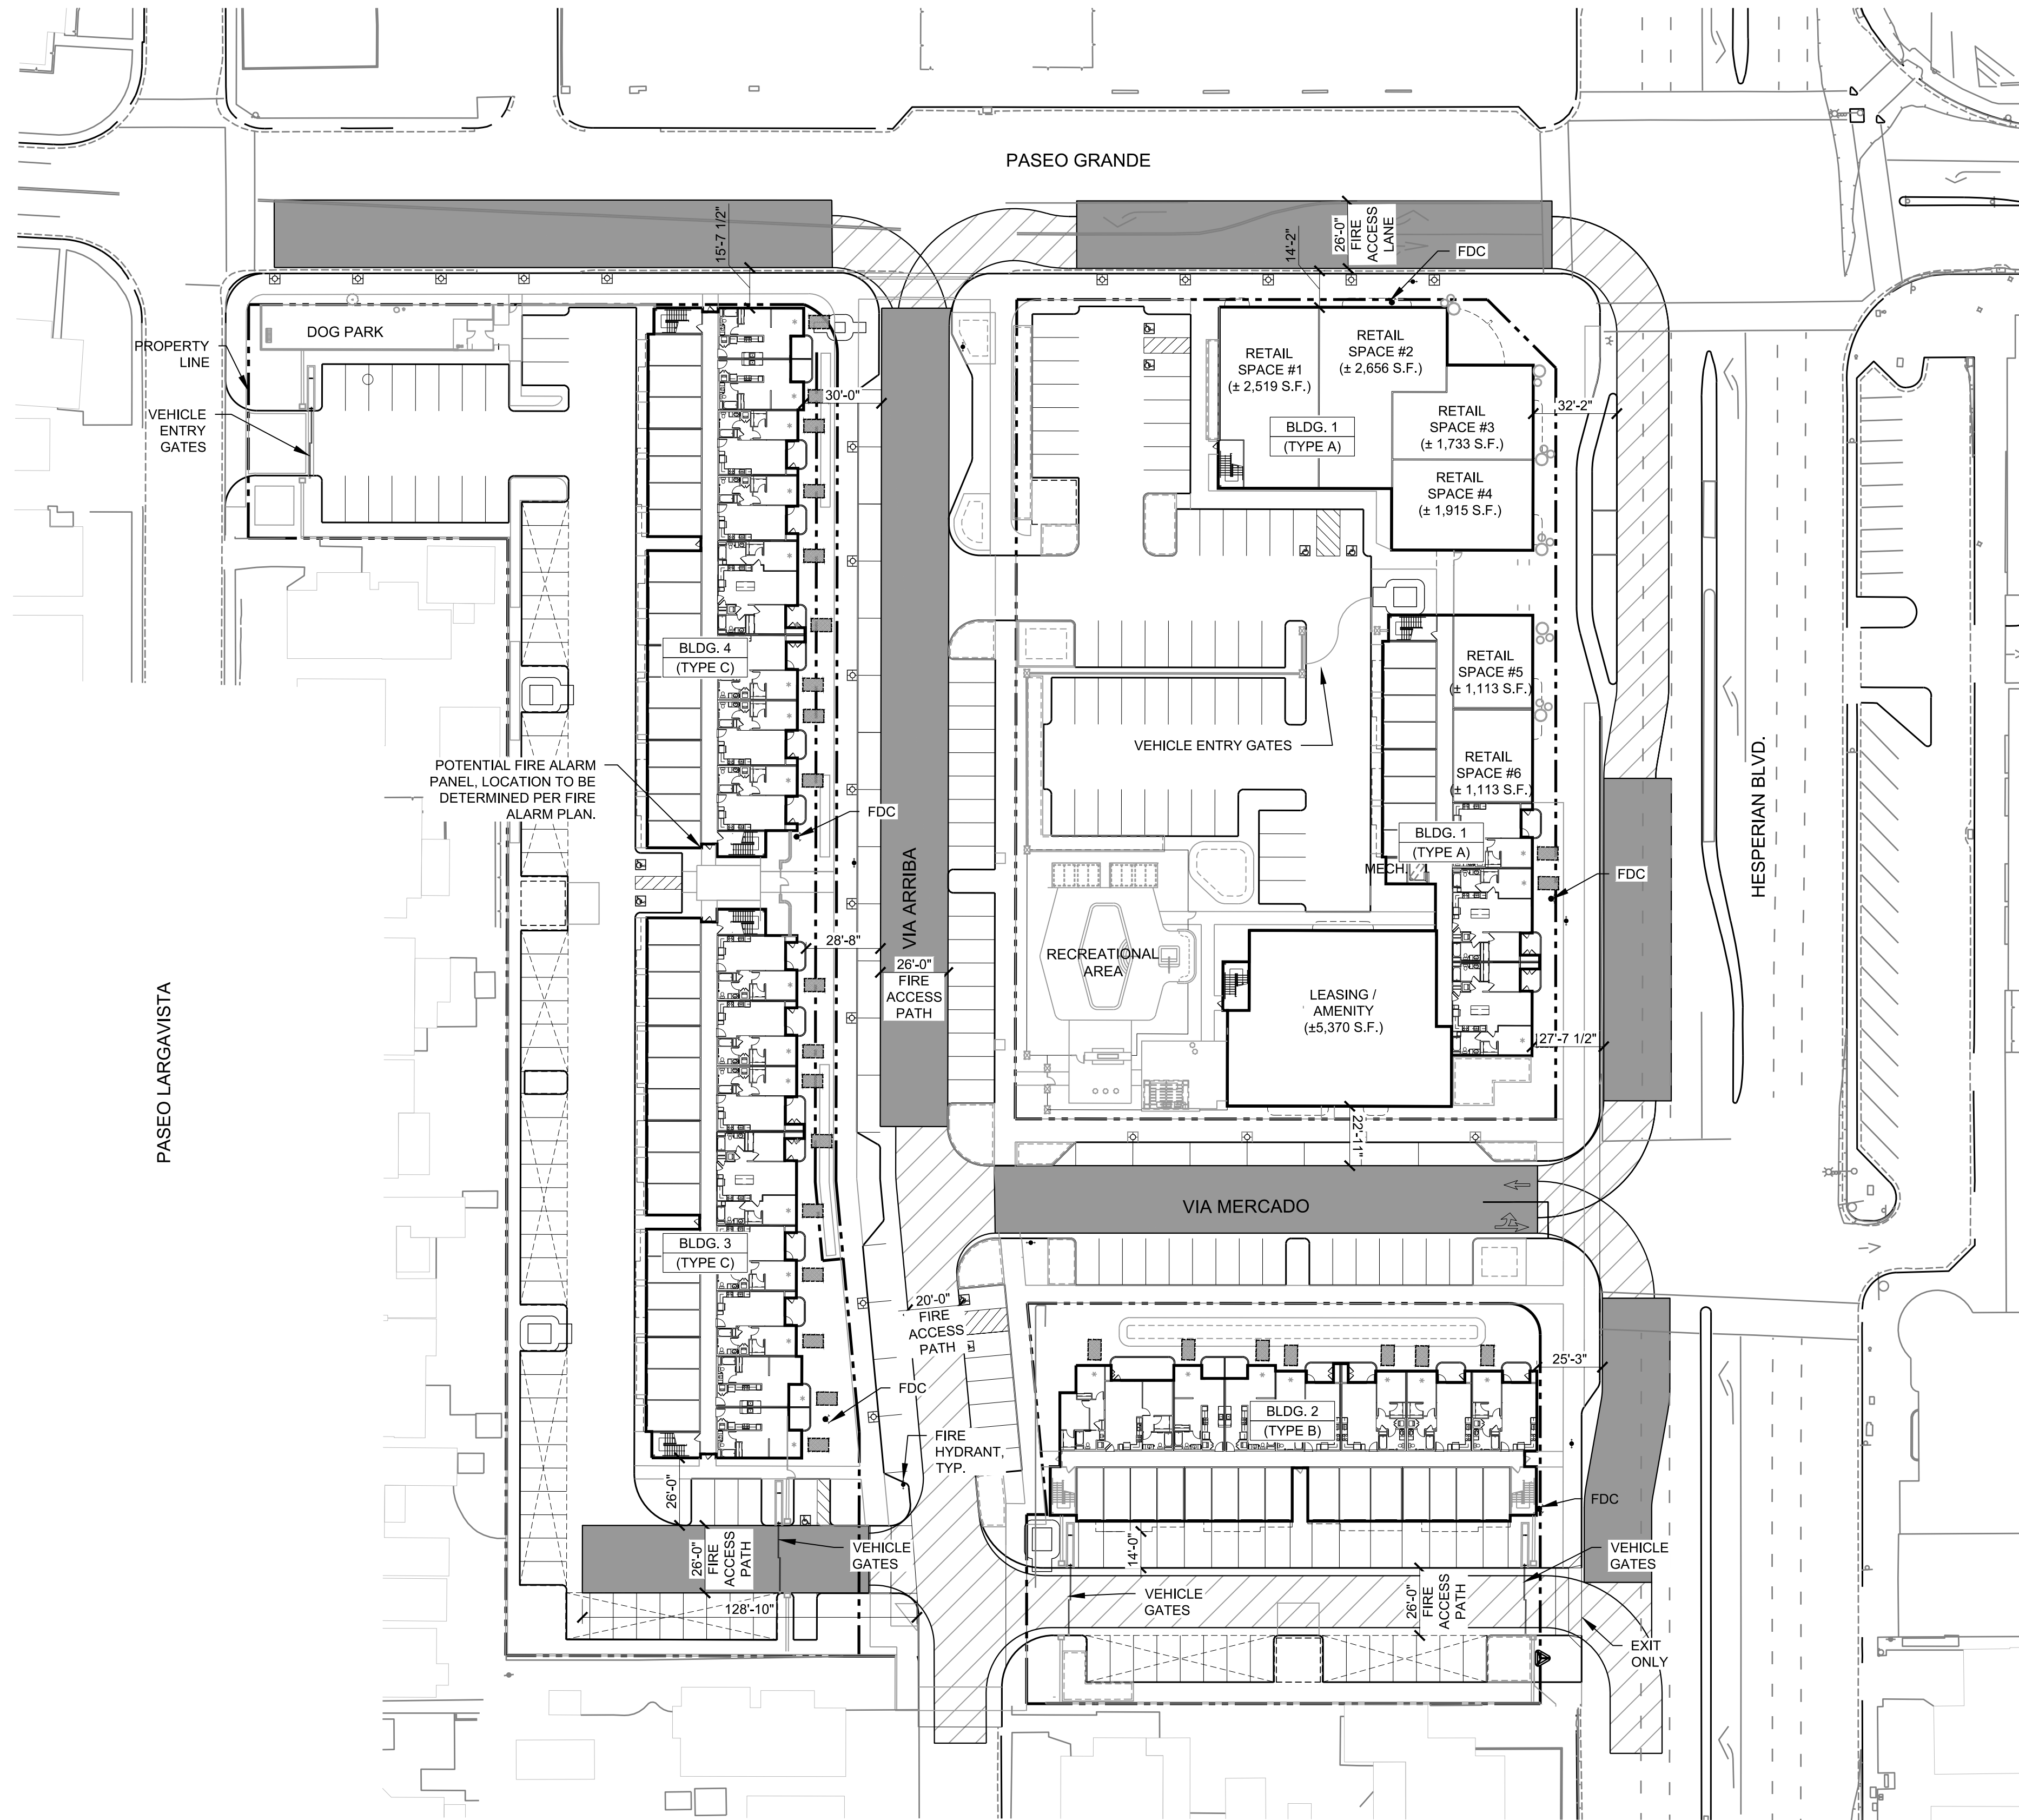 PASEO GRANDE
15'-7 1/2"
14'-2"
26'-0"
FIRE
ACCESS
LANE
FDC
DOG PARK
PROPERTY
LINE
VEHICLE
ENTRY
GATES
30'-0"
RETAIL
SPACE #1
(± 2,519 S.F.)
RETAIL
SPACE #2
(± 2,656 S.F.)
BLDG. 1
(TYPE A)
RETAIL
SPACE #3
(± 1,733 S.F.)
32'-2"
RETAIL
SPACE #4
(± 1,915 S.F.)
BLDG. 4
(TYPE C)
RETAIL
SPACE #5
(± 1,113 S.F.)
VEHICLE ENTRY GATES
RETAIL
SPACE #6
(± 1,113 S.F.)
HESPERIAN BLVD.
POTENTIAL FIRE ALARM
PANEL, LOCATION TO BE
DETERMINED PER FIRE
ALARM PLAN.
FDC
VIA ARRIBA
BLDG. 1
(TYPE A)
MECH.
FDC
28'-8"
26'-0"
FIRE
ACCESS
PATH
RECREATIONAL
AREA
LEASING /
AMENITY
(±5,370 S.F.)
27'-7 1/2"
PASEO LARGAVISTA
22'-11"
VIA MERCADO
BLDG. 3
(TYPE C)
20'-0"
FIRE
ACCESS
PATH
25'-3"
FDC
BLDG. 2
(TYPE B)
FIRE
HYDRANT,
TYP.
26'-0"
FDC
26'-0"
FIRE
ACCESS
PATH
VEHICLE
GATES
14'-0"
VEHICLE
GATES
128'-10"
VEHICLE
GATES
26'-0"
FIRE
ACCESS
PATH
EXIT
ONLY